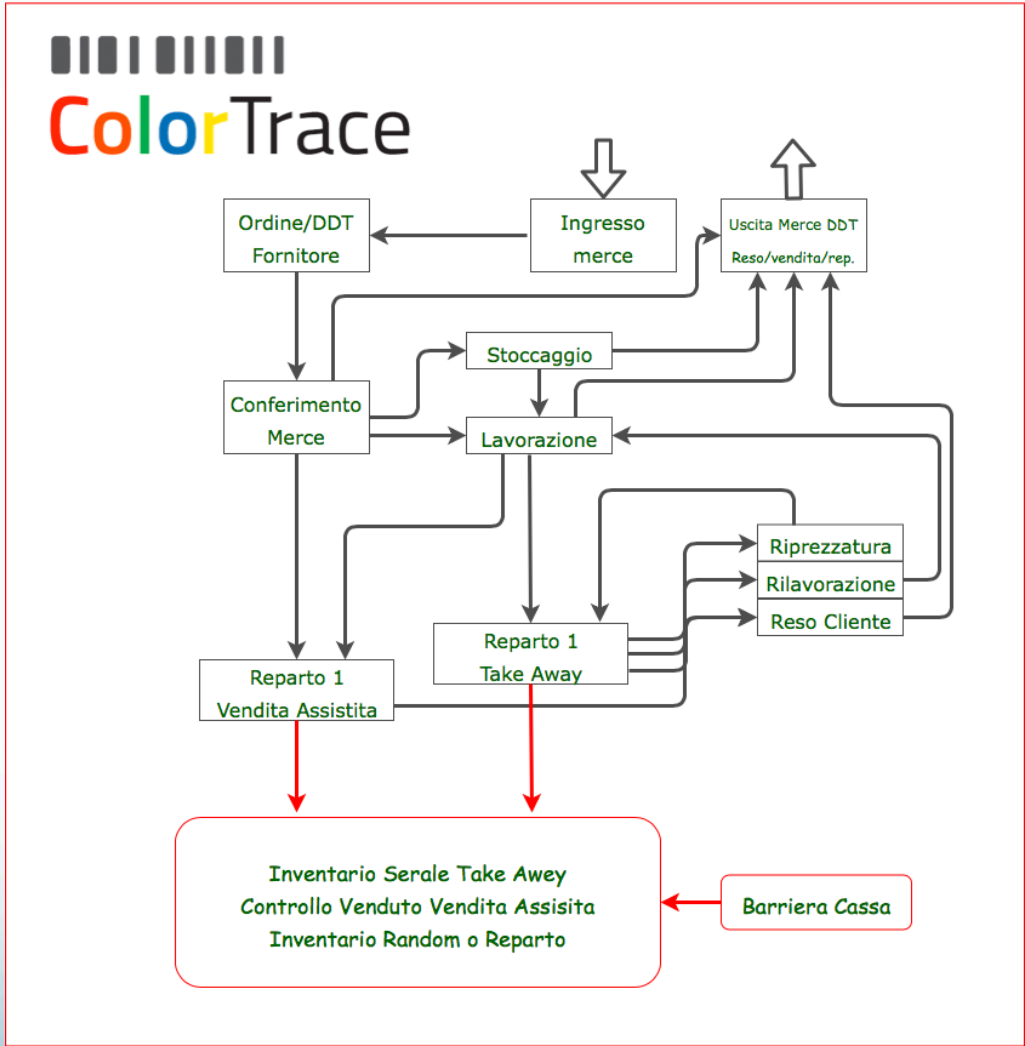 ColorTrace
Ordine/DDT
Fornitore
Ingresso
merce
Uscita Merce DDT
Reso/vendita/rep.
Stoccaggio
Conferimento
Merce
Lavorazione
Riprezzatura
Rilavorazione
Reso Cliente
Reparto 1
Take Away
Reparto 1
Vendita Assistita
Inventario Serale Take Awey
Controllo Venduto Vendita Assisita
Inventario Random o Reparto
Barriera Cassa